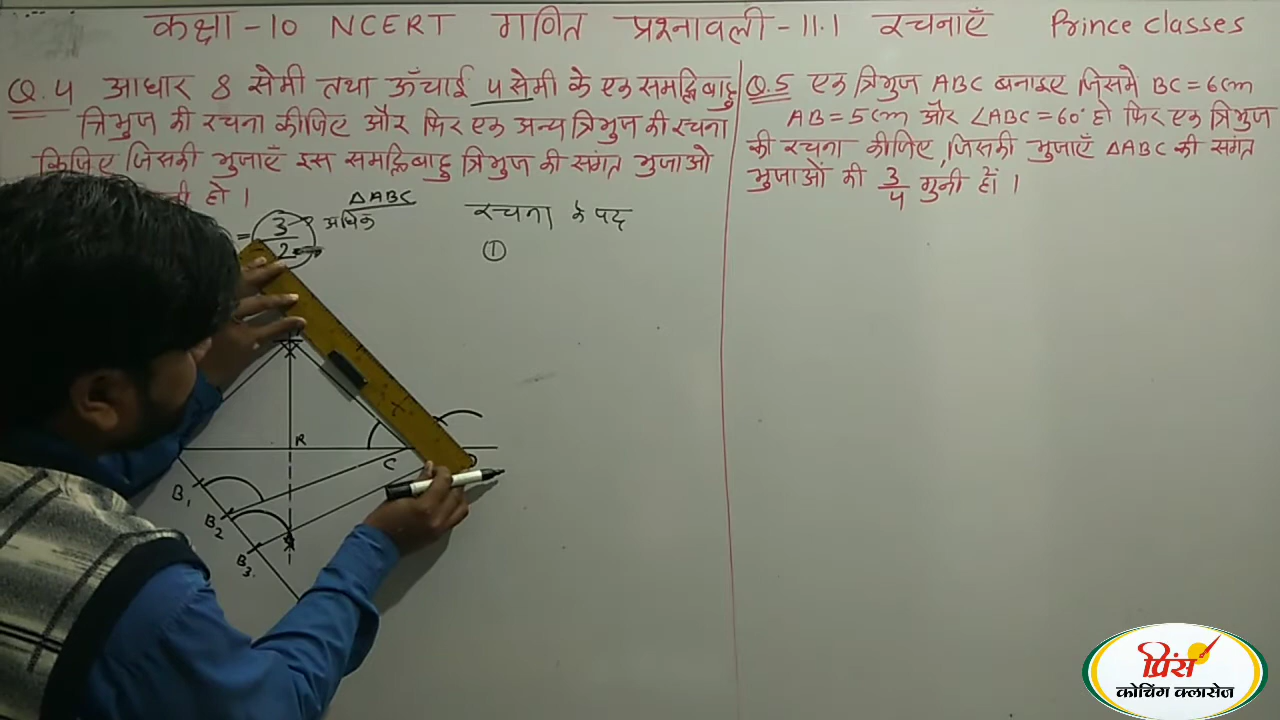 कक्षा - 10 NCERT गणित प्रश्नावली - 11.1 रचनाएँ Prince Classes
Q.4 आधार 8 सेमी तथा ऊँचाई 4 सेमी के एक समद्विबाहु
त्रिभुज की रचना कीजिए और फिर एक अन्य त्रिभुज की रचना
किजिए जिसकी भुजाएँ इस समद्विबाहु त्रिभुज की सगंत भुजाओ
हो ।
= 3/2
ΔABC
अधिक
रचना के पद
①
R
C
B1
B2
B3
Q.5 एक त्रिभुज ABC बनाइए जिसमे BC = 6cm
AB = 5cm और ∠ABC = 60° हो फिर एक त्रिभुज
की रचना कीजिए, जिसकी भुजाएँ ΔABC की सगंत
भुजाओं की 3/4 गुनी हों ।
प्रिंस
कोचिंग क्लासेज